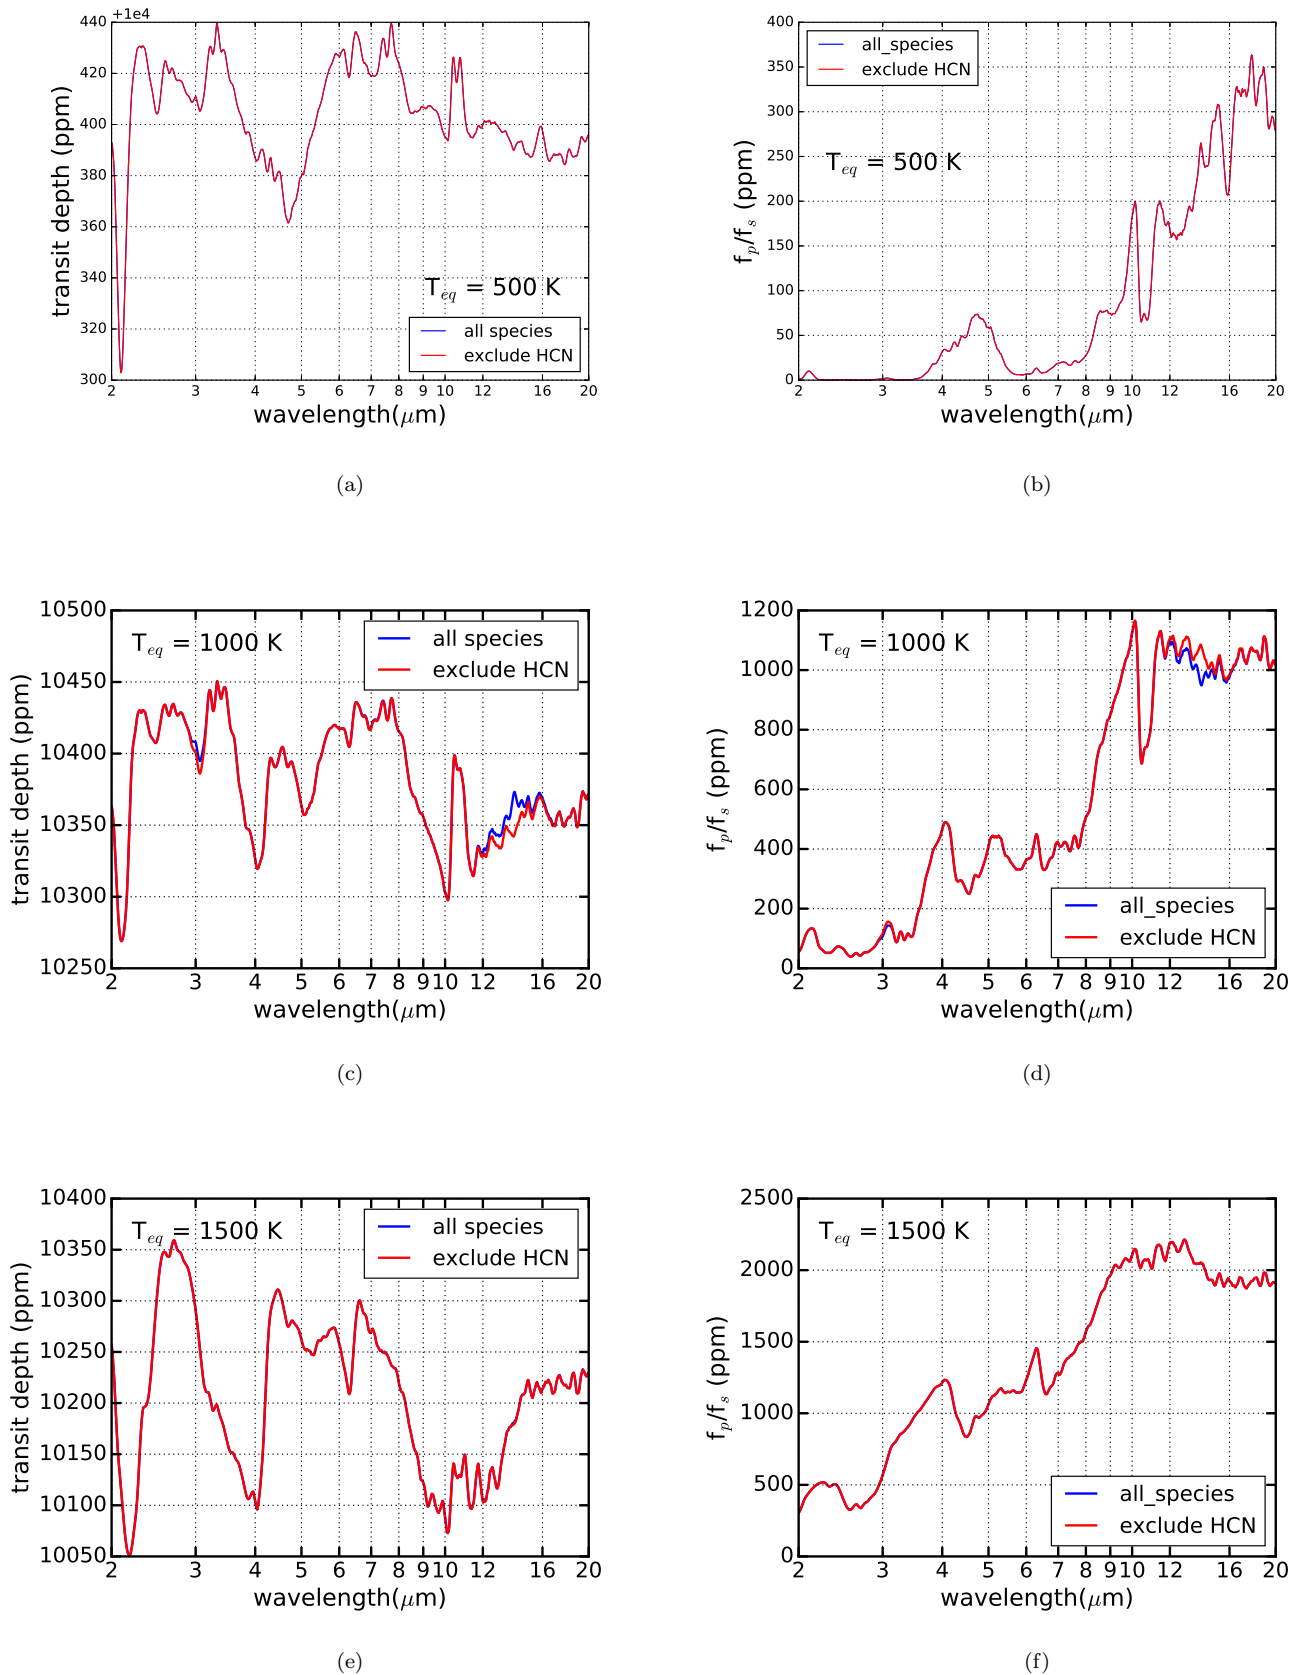 +1e4
440
420
400
380
360
340
320
300
transit depth (ppm)
T_eq = 500 K
all species
exclude HCN
2 3 4 5 6 7 8 9 10 12 16 20
wavelength(μm)
(a)
400
350
300
250
200
150
100
50
0
f_p/f_s (ppm)
all_species
exclude HCN
T_eq = 500 K
2 3 4 5 6 7 8 9 10 12 16 20
wavelength(μm)
(b)
10500
10450
10400
10350
10300
10250
transit depth (ppm)
T_eq = 1000 K
all species
exclude HCN
2 3 4 5 6 7 8 9 10 12 16 20
wavelength(μm)
(c)
1200
1000
800
600
400
200
0
f_p/f_s (ppm)
T_eq = 1000 K
all_species
exclude HCN
2 3 4 5 6 7 8 9 10 12 16 20
wavelength(μm)
(d)
10400
10350
10300
10250
10200
10150
10100
10050
transit depth (ppm)
T_eq = 1500 K
all species
exclude HCN
2 3 4 5 6 7 8 9 10 12 16 20
wavelength(μm)
(e)
2500
2000
1500
1000
500
0
f_p/f_s (ppm)
T_eq = 1500 K
all_species
exclude HCN
2 3 4 5 6 7 8 9 10 12 16 20
wavelength(μm)
(f)